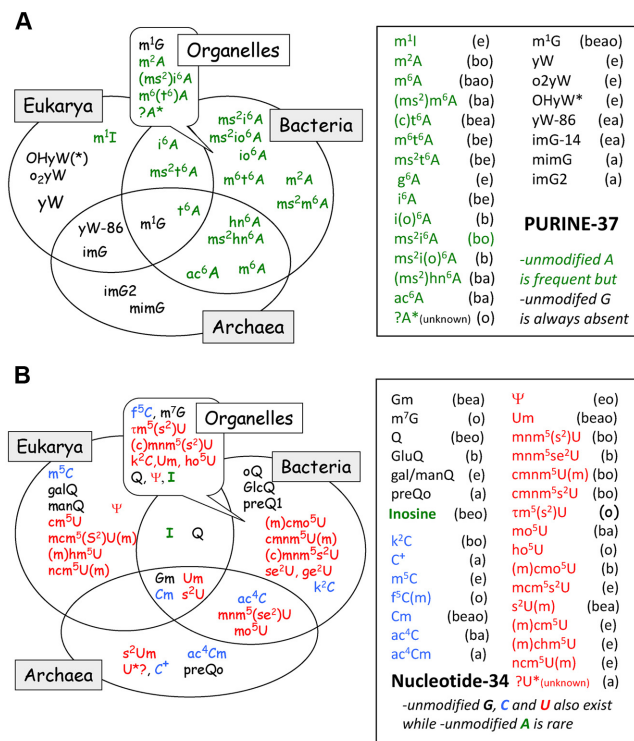 A
m¹G
m²A
(ms²)i⁶A
m⁶(t⁶)A
?A*
Organelles
Eukarya
Bacteria
m¹I
OHyW(*)
o₂yW
yW
i⁶A
ms²t⁶A
ms²i⁶A
ms²io⁶A
io⁶A
m⁶t⁶A
m²A
ms²m⁶A
t⁶A
yW-86
m¹G
imG
hn⁶A
ms²hn⁶A
ac⁶A
m⁶A
imG2
mimG
Archaea
m¹I (e)
m²A (bo)
m⁶A (bao)
(ms²)m⁶A (ba)
(c)t⁶A (bea)
m⁶t⁶A (be)
ms²t⁶A (be)
g⁶A (e)
i⁶A (be)
i(o)⁶A (b)
ms²i⁶A (bo)
ms²i(o)⁶A (b)
(ms²)hn⁶A (ba)
ac⁶A (ba)
?A*(unknown) (o)
m¹G (beao)
yW (e)
o2yW (e)
OHyW* (e)
yW-86 (ea)
imG-14 (ea)
mimG (a)
imG2 (a)
PURINE-37
-unmodified A
is frequent but
-unmodifed G
is always absent
B
f⁵C, m⁷G
τm⁵(s²)U
(c)mnm⁵(s²)U
k²C,Um, ho⁵U
Q, Ψ, I
Organelles
Eukarya
Bacteria
m⁵C
galQ
manQ
Ψ
cm⁵U
mcm⁵(S²)U(m)
(m)hm⁵U
ncm⁵U(m)
I Q
oQ
GlcQ
preQ1
(m)cmo⁵U
cmnm⁵U(m)
(c)mnm⁵s²U
se²U, ge²U
k²C
Gm Um
Cm s²U
ac⁴C
mnm⁵(se²)U
mo⁵U
s²Um
U*?, C⁺
ac⁴Cm
preQo
Archaea
Gm (bea)
m⁷G (o)
Q (beo)
GluQ (b)
gal/manQ (e)
preQo (a)
Inosine (beo)
k²C (bo)
C⁺ (a)
m⁵C (e)
f⁵C(m) (o)
Cm (beao)
ac⁴C (ba)
ac⁴Cm (a)
Ψ (eo)
Um (beao)
mnm⁵(s²)U (bo)
mnm⁵se²U (b)
cmnm⁵U(m) (bo)
cmnm⁵s²U (bo)
τm⁵(s²)U (o)
mo⁵U (ba)
ho⁵U (o)
(m)cmo⁵U (b)
mcm⁵s²U (e)
s²U(m) (bea)
(m)cm⁵U (e)
(m)chm⁵U (e)
ncm⁵U(m) (e)
?U*(unknown) (a)
Nucleotide-34
-unmodified G, C and U also exist
while -unmodified A is rare